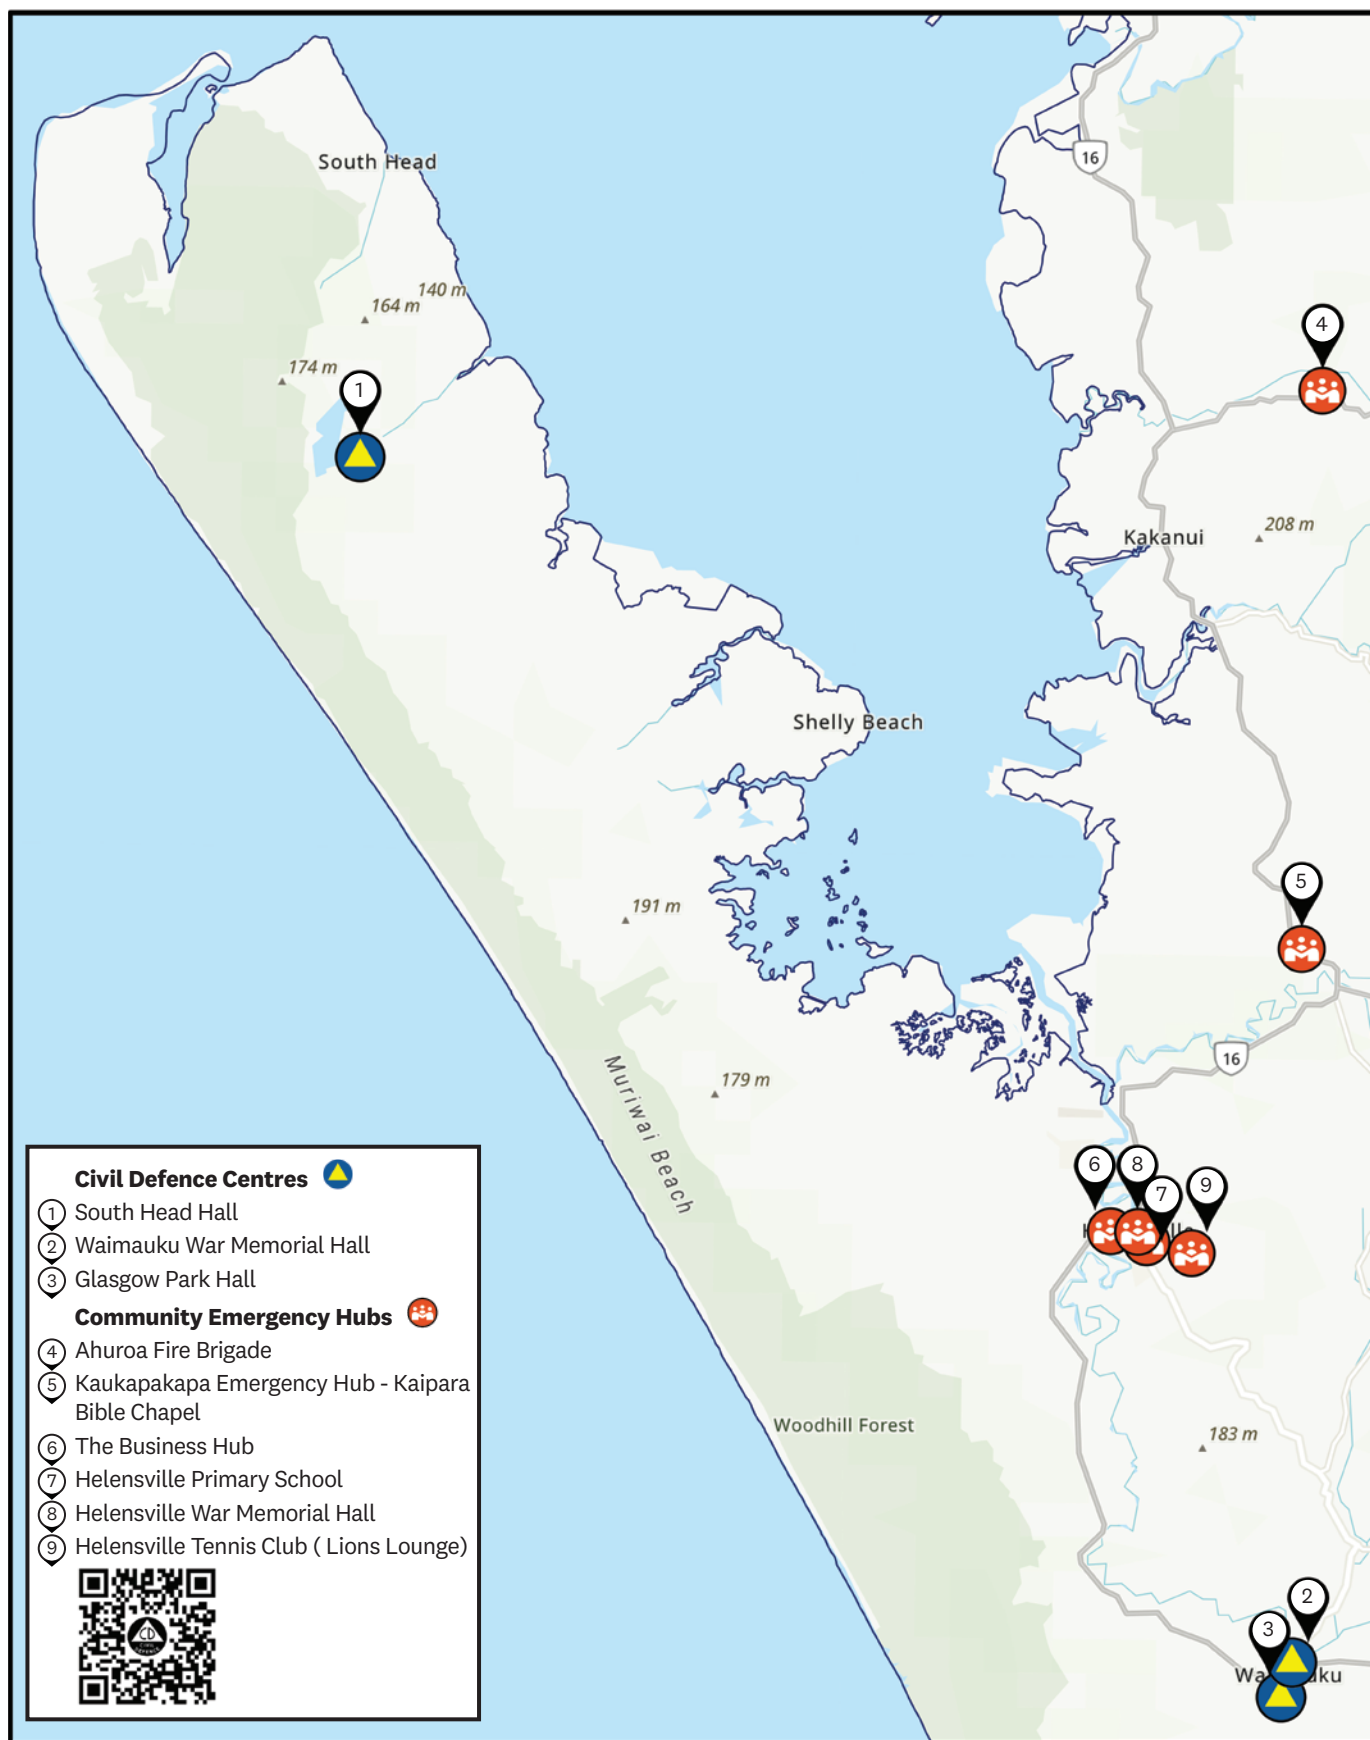 South Head
16
140 m
164 m
4
174 m
1
208 m
Kakanui
Shelly Beach
5
191 m
16
179 m
Muriwai Beach
6
8
7
9
Woodhill Forest
183 m
2
3
Civil Defence Centres
1 South Head Hall
2 Waimauku War Memorial Hall
3 Glasgow Park Hall
Community Emergency Hubs
4 Ahuroa Fire Brigade
5 Kaukapakapa Emergency Hub - Kaipara
Bible Chapel
6 The Business Hub
7 Helensville Primary School
8 Helensville War Memorial Hall
9 Helensville Tennis Club ( Lions Lounge)
CD